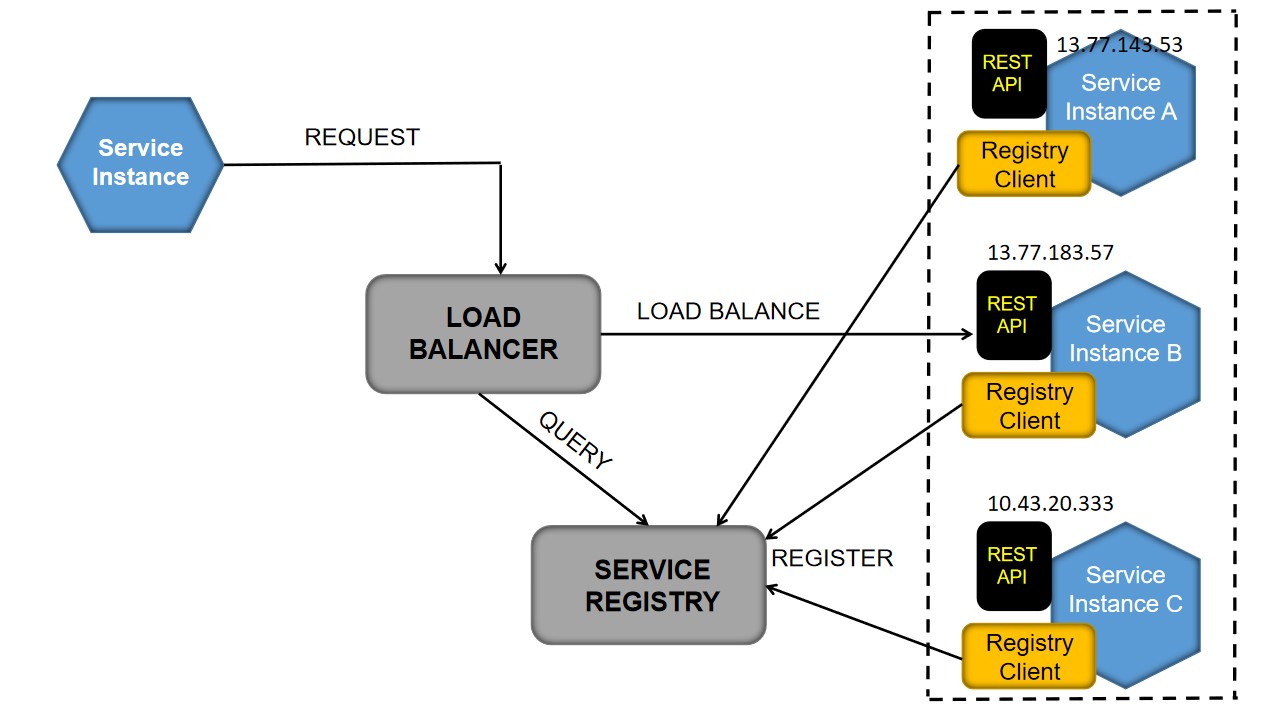 13.77.143.53
REST
API
Service
Instance A
Registry
Client
Service
Instance
REQUEST
13.77.183.57
REST
API
Service
Instance B
Registry
Client
LOAD
BALANCER
LOAD BALANCE
QUERY
10.43.20.333
REST
API
Service
Instance C
Registry
Client
SERVICE
REGISTRY
REGISTER